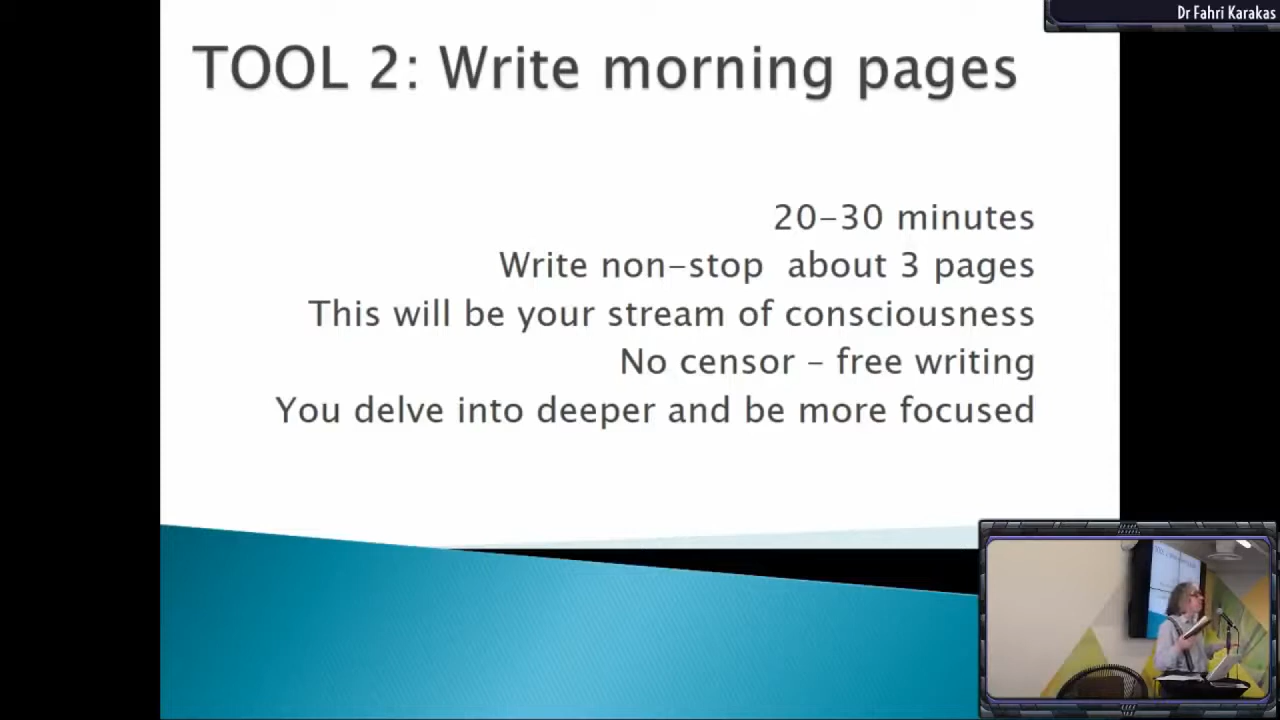 Dr Fahri Karakas
TOOL 2: Write morning pages
20-30 minutes
Write non-stop  about 3 pages
This will be your stream of consciousness
No censor – free writing
You delve into deeper and be more focused